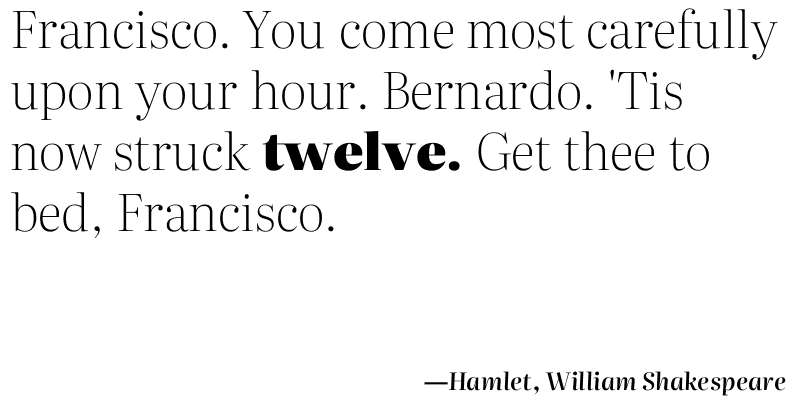 Francisco. You come most carefully
upon your hour. Bernardo. 'Tis
now struck twelve. Get thee to
bed, Francisco.
—Hamlet, William Shakespeare